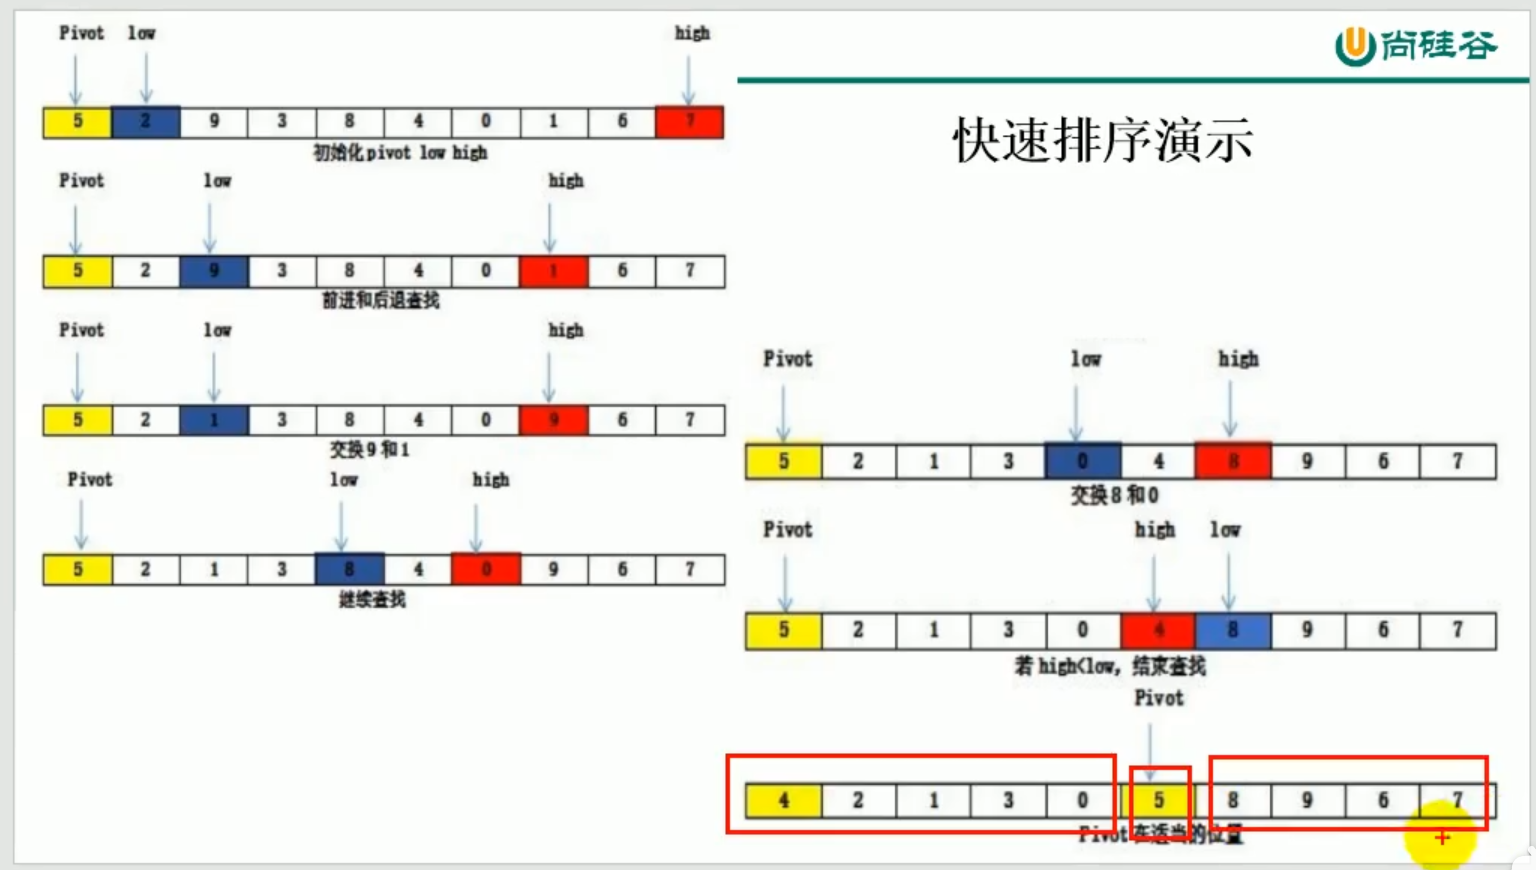 Pivot low high
5 2 9 3 8 4 0 1 6 7
初始化pivot low high
Pivot low high
5 2 9 3 8 4 0 1 6 7
前进和后退查找
Pivot low high
5 2 1 3 8 4 0 9 6 7
交换9和1
Pivot low high
5 2 1 3 8 4 0 9 6 7
继续查找
尚硅谷
快速排序演示
Pivot low high
5 2 1 3 0 4 8 9 6 7
交换8和0
Pivot high low
5 2 1 3 0 4 8 9 6 7
若high<low，结束查找
Pivot
4 2 1 3 0 5 8 9 6 7
Pivot在适当的位置